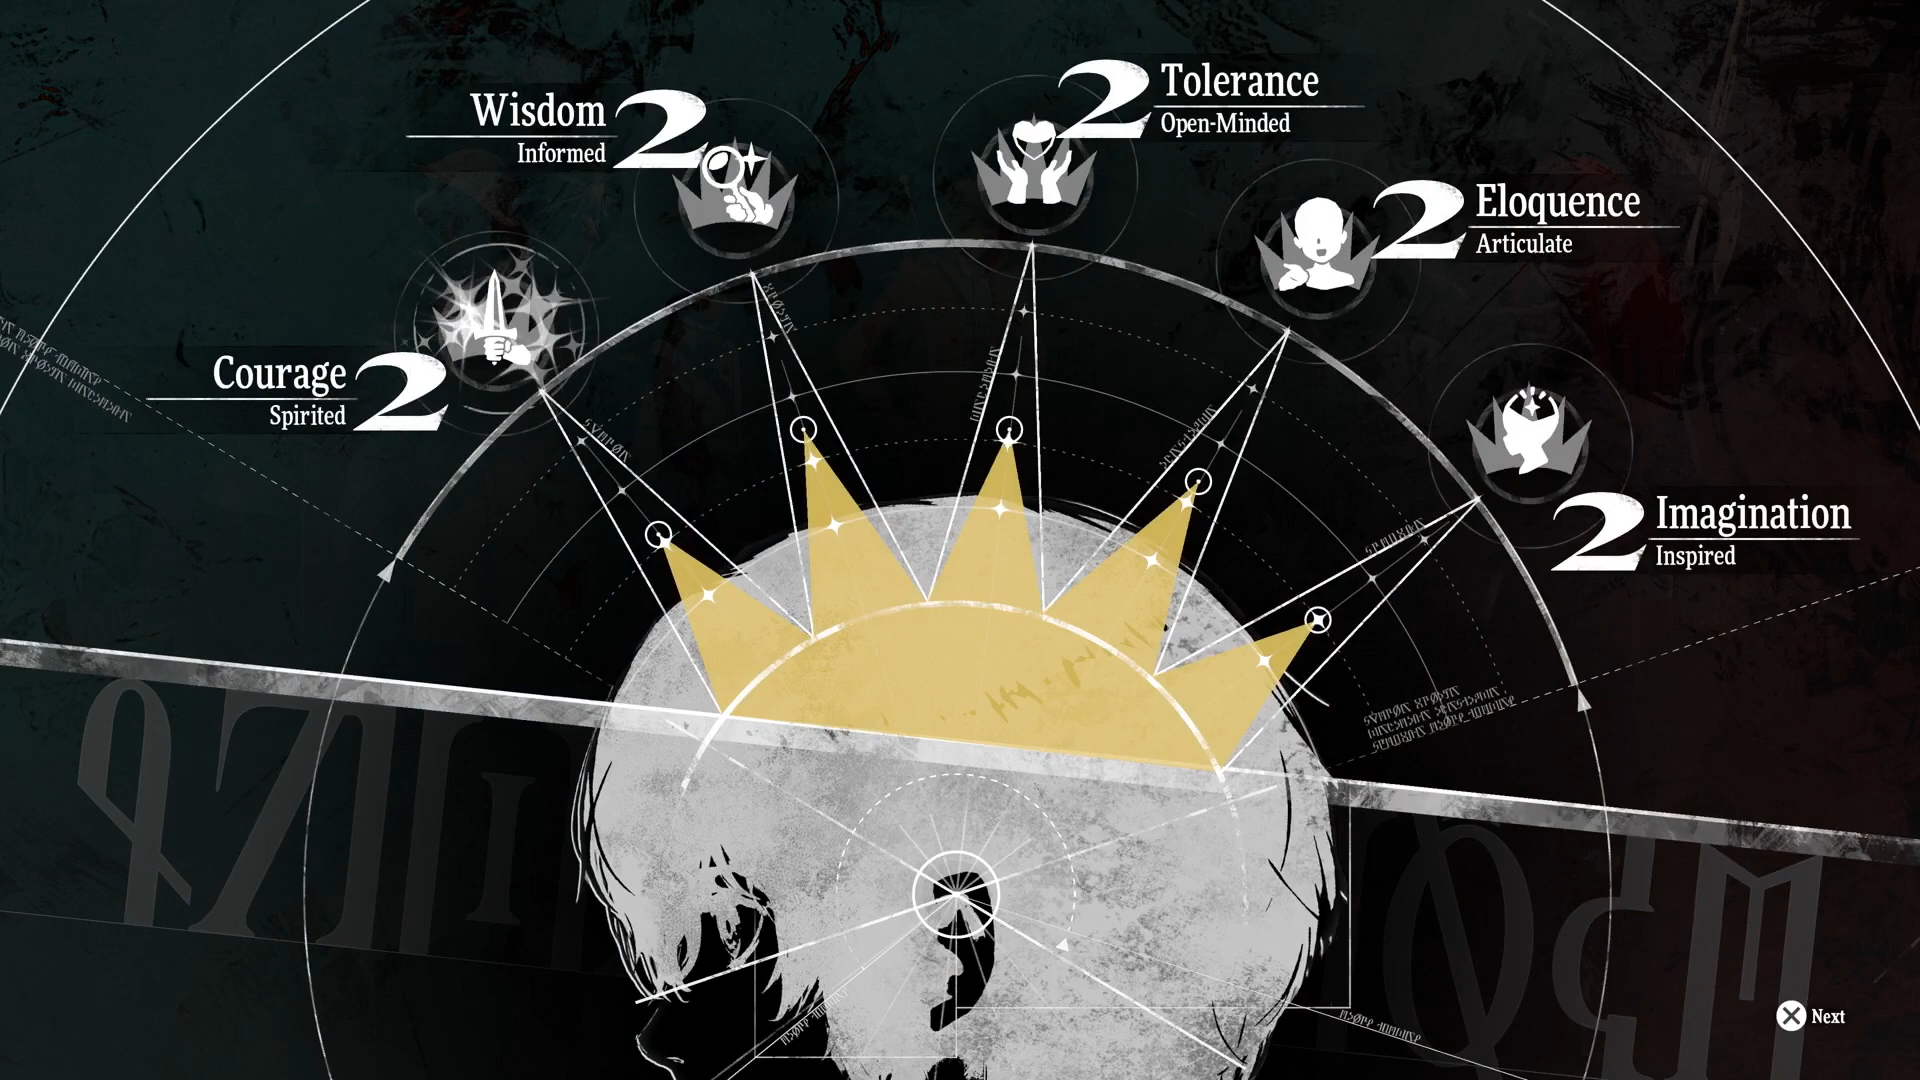 Wisdom 2
Informed
2 Tolerance
Open-Minded
2 Eloquence
Articulate
Courage 2
Spirited
2 Imagination
Inspired
Next